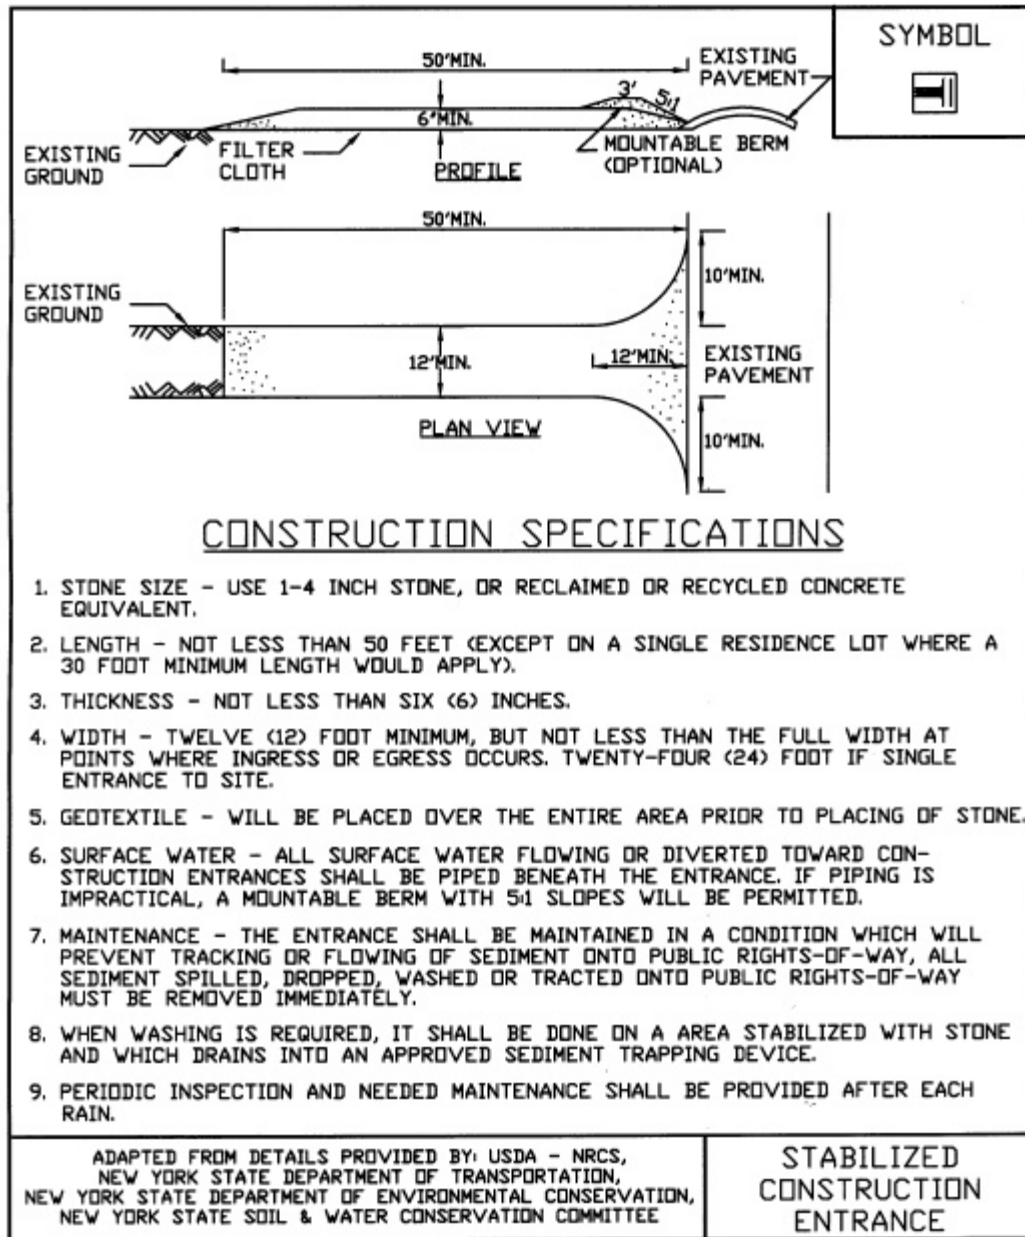 SYMBOL
50'MIN.
EXISTING
PAVEMENT
3'
5:1
6"MIN.
EXISTING
GROUND
FILTER
CLOTH
PROFILE
MOUNTABLE BERM
(OPTIONAL)
50'MIN.
10'MIN.
EXISTING
GROUND
12'MIN.
12'MIN.
EXISTING
PAVEMENT
PLAN VIEW
10'MIN.
CONSTRUCTION SPECIFICATIONS
1. STONE SIZE - USE 1-4 INCH STONE, OR RECLAIMED OR RECYCLED CONCRETE
EQUIVALENT.
2. LENGTH - NOT LESS THAN 50 FEET (EXCEPT ON A SINGLE RESIDENCE LOT WHERE A
30 FOOT MINIMUM LENGTH WOULD APPLY).
3. THICKNESS - NOT LESS THAN SIX (6) INCHES.
4. WIDTH - TWELVE (12) FOOT MINIMUM, BUT NOT LESS THAN THE FULL WIDTH AT
POINTS WHERE INGRESS OR EGRESS OCCURS. TWENTY-FOUR (24) FOOT IF SINGLE
ENTRANCE TO SITE.
5. GEOTEXTILE - WILL BE PLACED OVER THE ENTIRE AREA PRIOR TO PLACING OF STONE.
6. SURFACE WATER - ALL SURFACE WATER FLOWING OR DIVERTED TOWARD CON-
STRUCTION ENTRANCES SHALL BE PIPED BENEATH THE ENTRANCE. IF PIPING IS
IMPRACTICAL, A MOUNTABLE BERM WITH 5:1 SLOPES WILL BE PERMITTED.
7. MAINTENANCE - THE ENTRANCE SHALL BE MAINTAINED IN A CONDITION WHICH WILL
PREVENT TRACKING OR FLOWING OF SEDIMENT ONTO PUBLIC RIGHTS-OF-WAY, ALL
SEDIMENT SPILLED, DROPPED, WASHED OR TRACTED ONTO PUBLIC RIGHTS-OF-WAY
MUST BE REMOVED IMMEDIATELY.
8. WHEN WASHING IS REQUIRED, IT SHALL BE DONE ON A AREA STABILIZED WITH STONE
AND WHICH DRAINS INTO AN APPROVED SEDIMENT TRAPPING DEVICE.
9. PERIODIC INSPECTION AND NEEDED MAINTENANCE SHALL BE PROVIDED AFTER EACH
RAIN.
ADAPTED FROM DETAILS PROVIDED BY: USDA - NRCS,
NEW YORK STATE DEPARTMENT OF TRANSPORTATION,
NEW YORK STATE DEPARTMENT OF ENVIRONMENTAL CONSERVATION,
NEW YORK STATE SOIL & WATER CONSERVATION COMMITTEE
STABILIZED
CONSTRUCTION
ENTRANCE